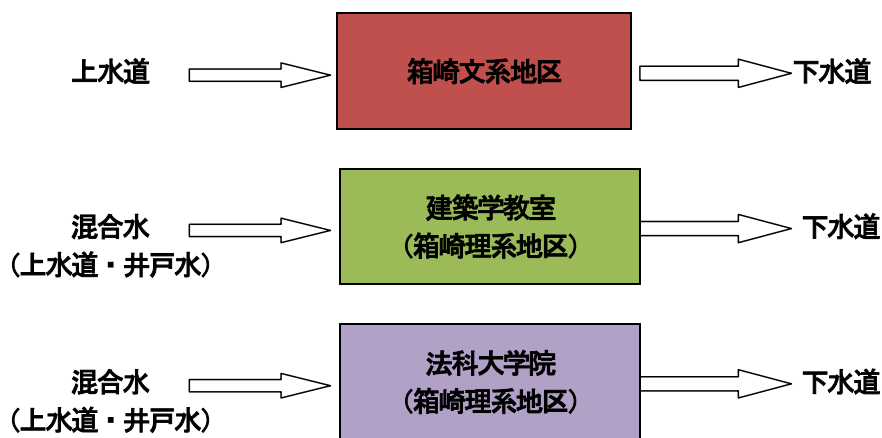 上水道
箱崎文系地区
下水道
混合水
（上水道・井戸水）
建築学教室
（箱崎理系地区）
下水道
混合水
（上水道・井戸水）
法科大学院
（箱崎理系地区）
下水道